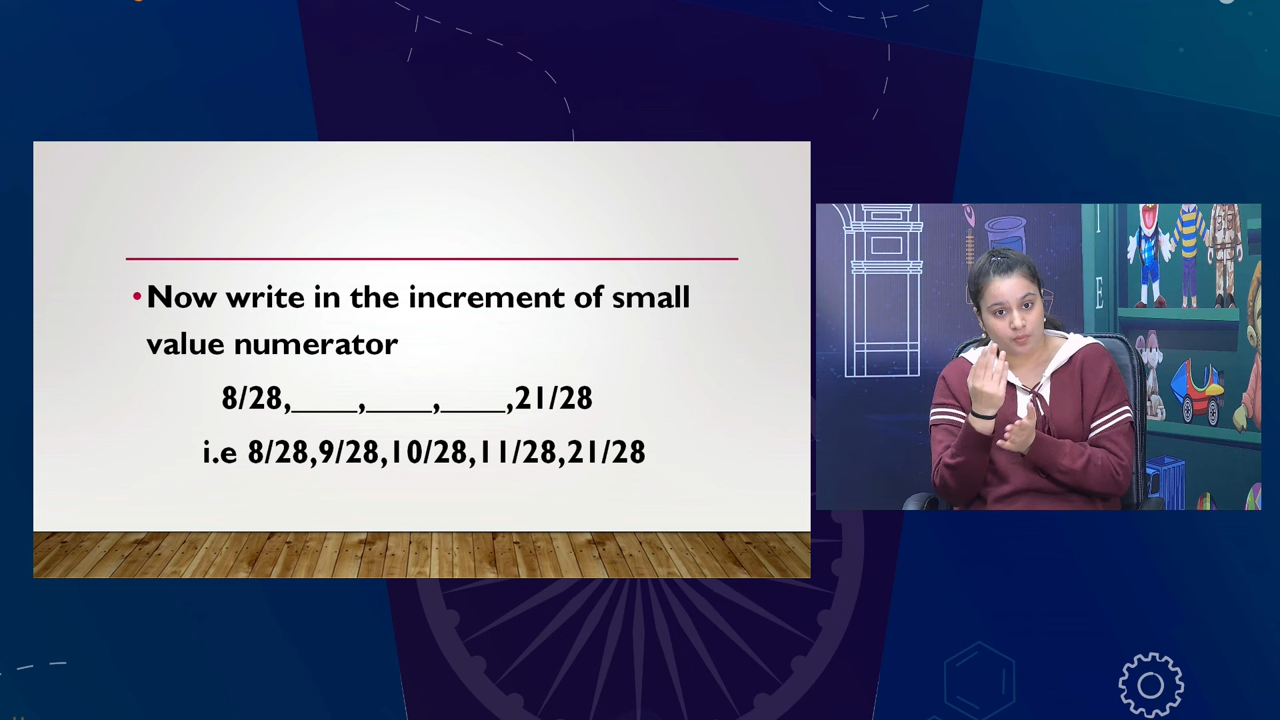 • Now write in the increment of small
value numerator
8/28,____,____,____,21/28
i.e 8/28,9/28,10/28,11/28,21/28
I
E